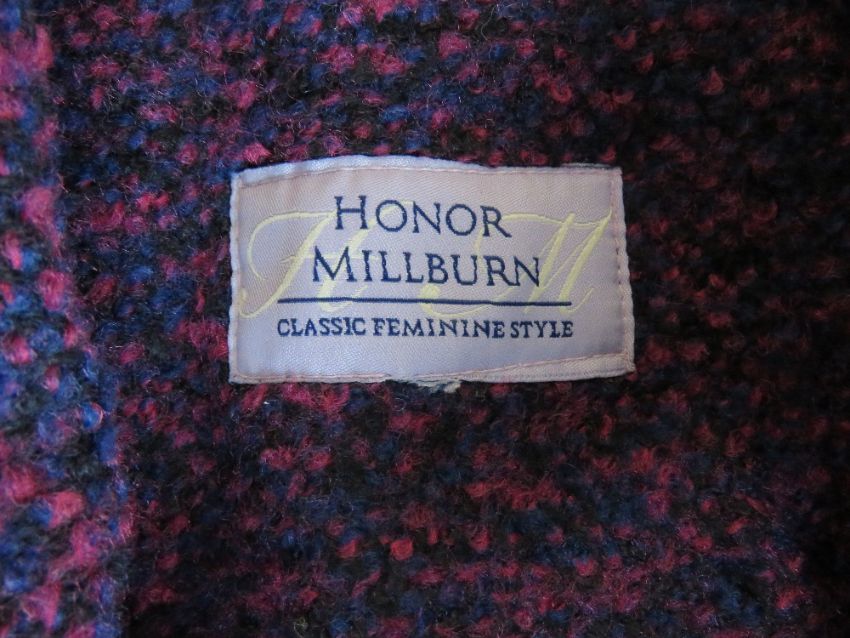 H M
HONOR
MILLBURN
CLASSIC FEMININE STYLE